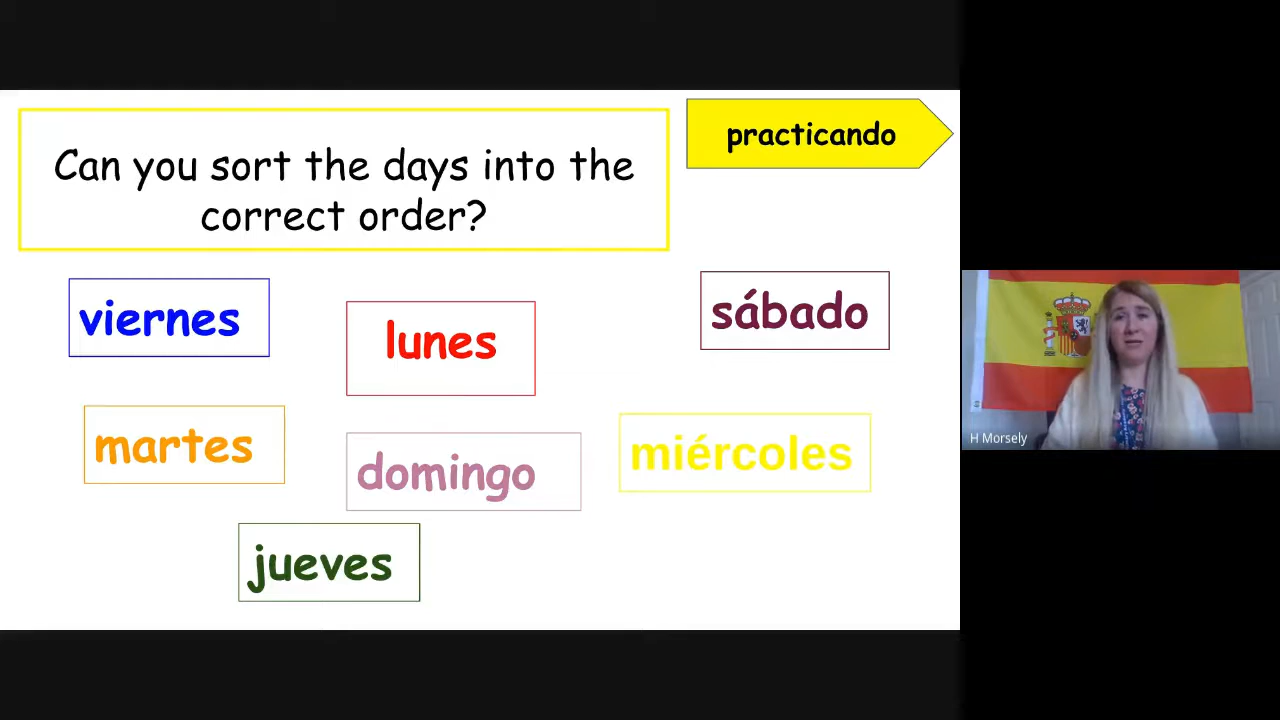 Can you sort the days into the
correct order?
practicando
viernes
lunes
sábado
martes
domingo
miércoles
jueves
H Morsely